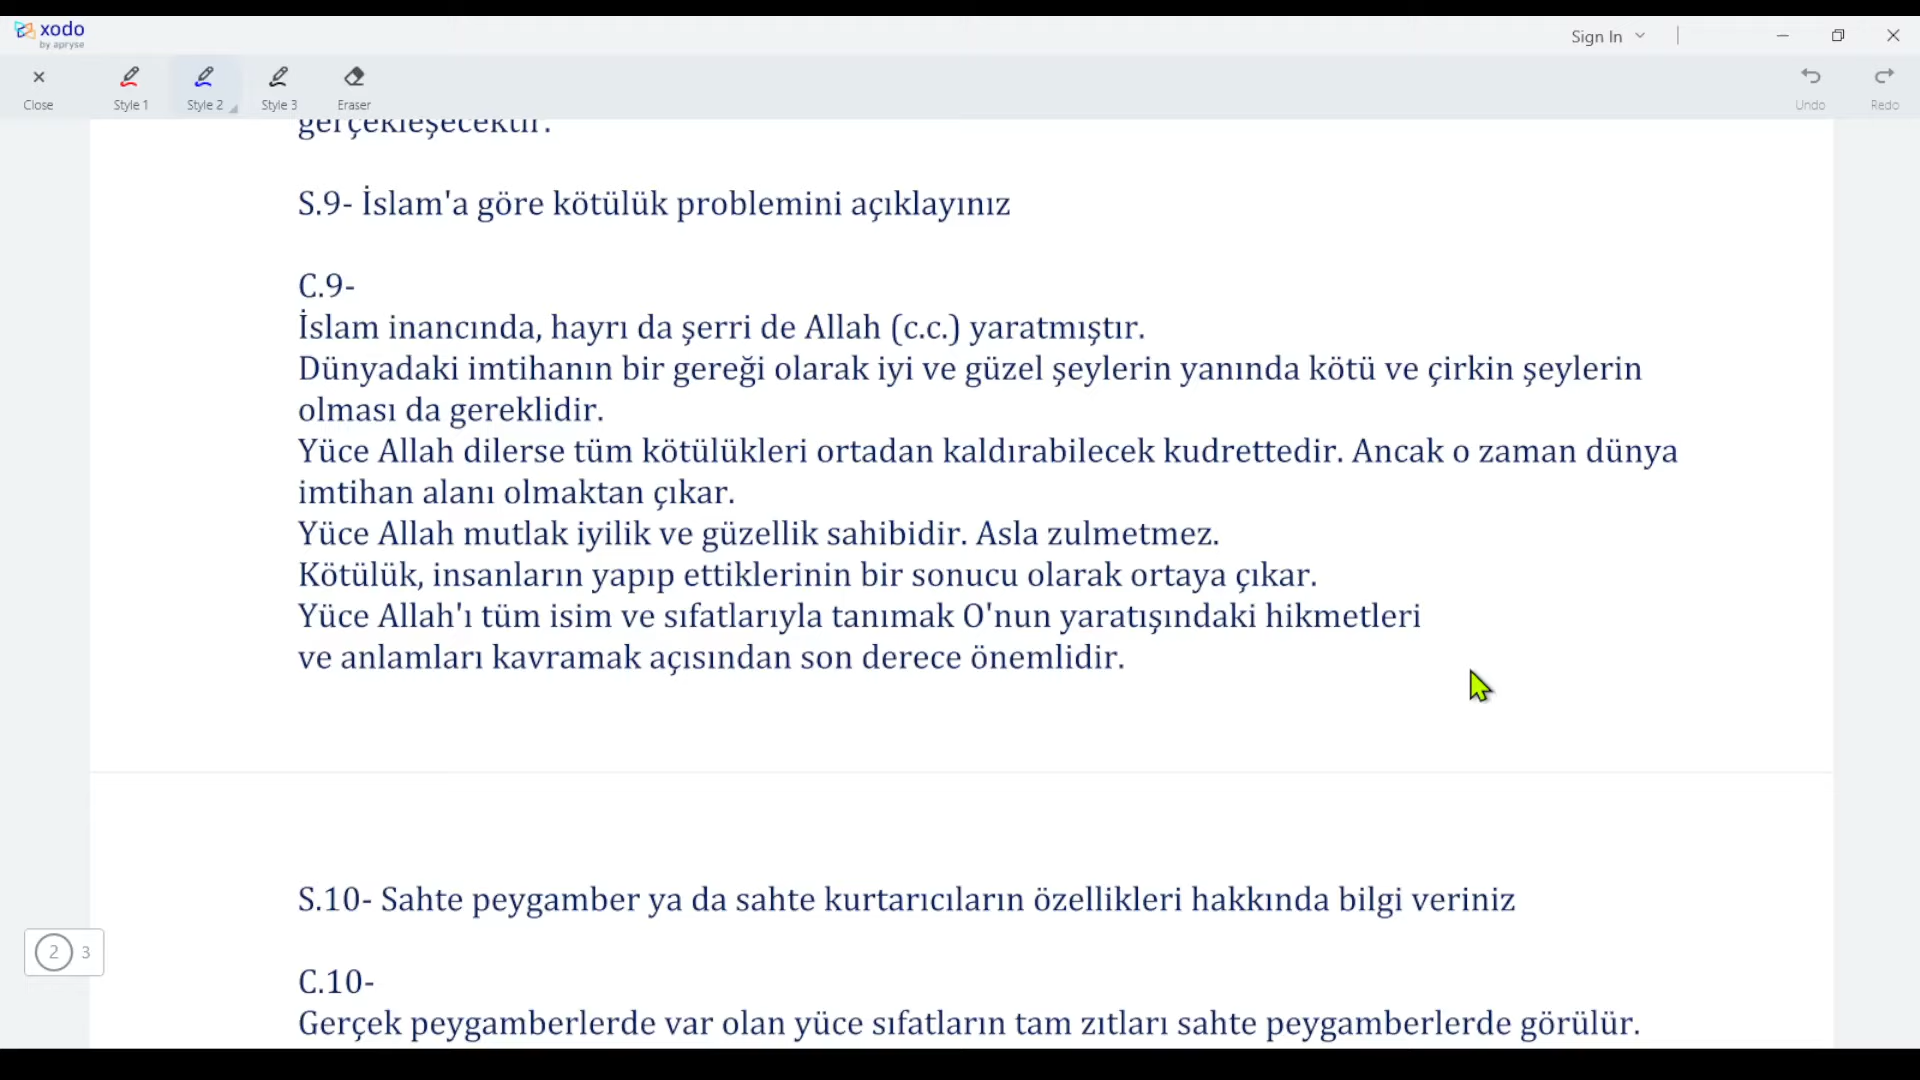 xodo
by apryse
Sign In
Close
Style 1
Style 2
Style 3
Eraser
Undo
Redo
gerçekleşecektir.
S.9- İslam'a göre kötülük problemini açıklayınız
C.9-
İslam inancında, hayrı da şerri de Allah (c.c.) yaratmıştır.
Dünyadaki imtihanın bir gereği olarak iyi ve güzel şeylerin yanında kötü ve çirkin şeylerin
olması da gereklidir.
Yüce Allah dilerse tüm kötülükleri ortadan kaldırabilecek kudrettedir. Ancak o zaman dünya
imtihan alanı olmaktan çıkar.
Yüce Allah mutlak iyilik ve güzellik sahibidir. Asla zulmetmez.
Kötülük, insanların yapıp ettiklerinin bir sonucu olarak ortaya çıkar.
Yüce Allah'ı tüm isim ve sıfatlarıyla tanımak O'nun yaratışındaki hikmetleri
ve anlamları kavramak açısından son derece önemlidir.
S.10- Sahte peygamber ya da sahte kurtarıcıların özellikleri hakkında bilgi veriniz
2 3
C.10-
Gerçek peygamberlerde var olan yüce sıfatların tam zıtları sahte peygamberlerde görülür.